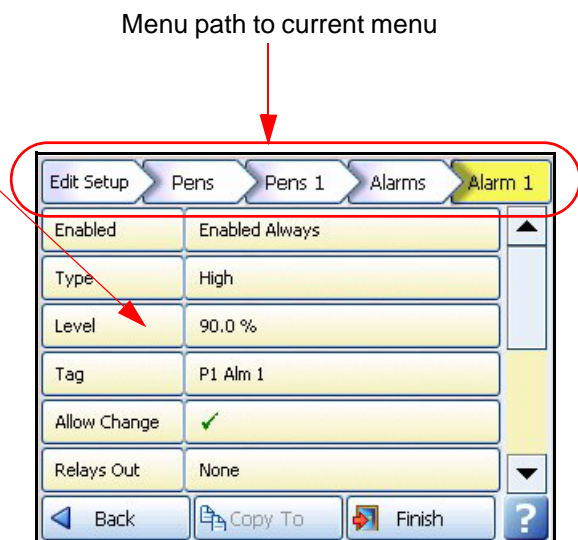 Menu path to current menu
Edit Setup Pens Pens 1 Alarms Alarm 1
Enabled Enabled Always
Type High
Level 90.0 %
Tag P1 Alm 1
Allow Change ✓
Relays Out None
Back Copy To Finish ?